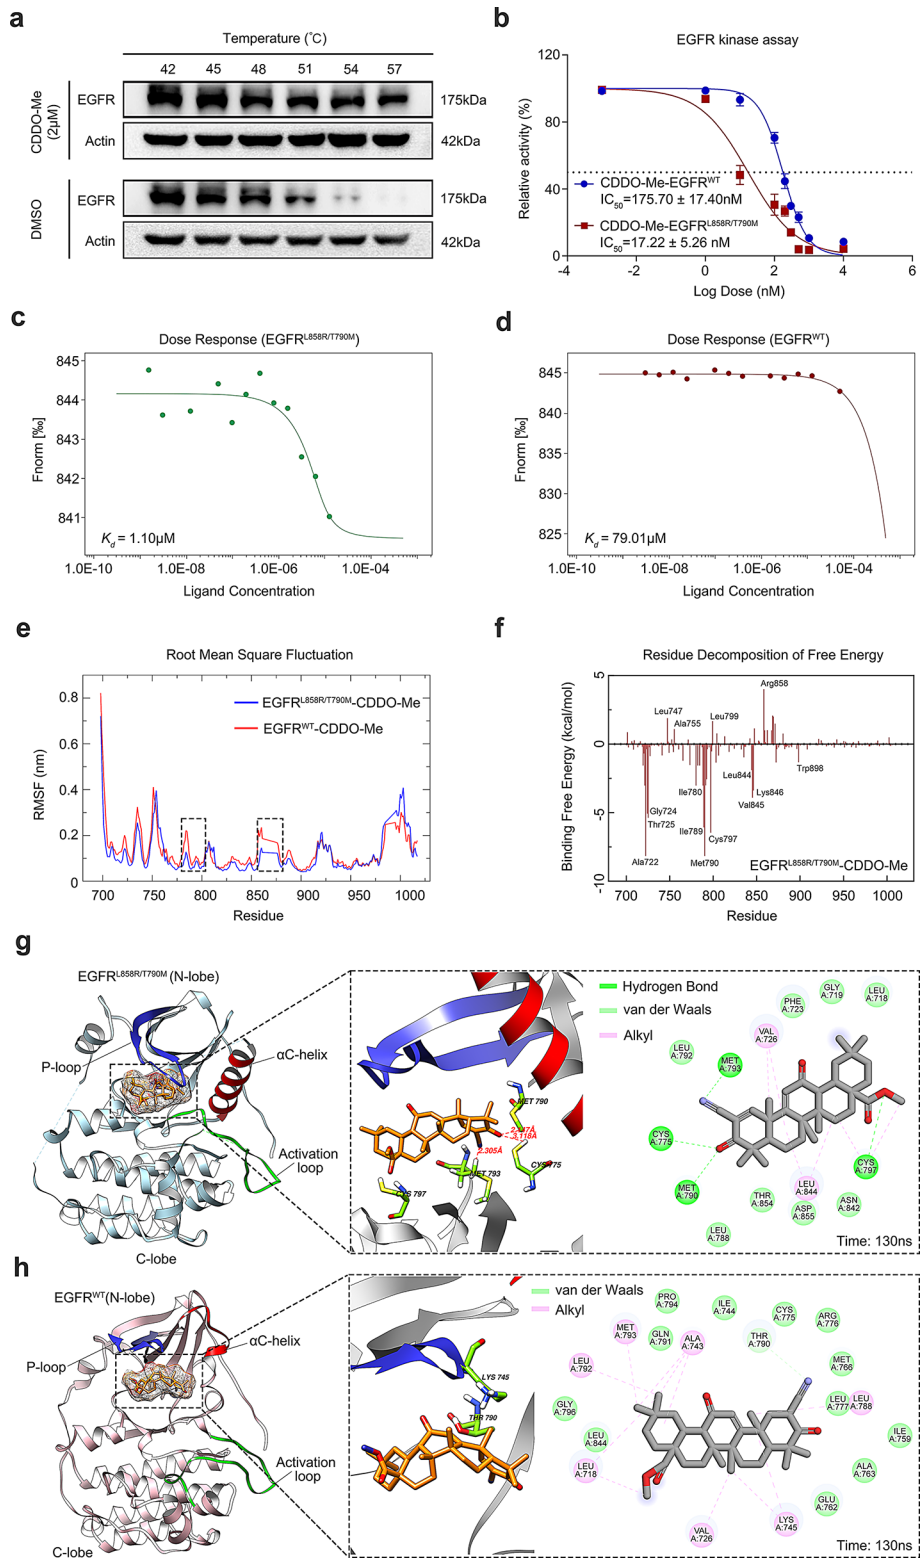 a
Temperature (°C)
42 45 48 51 54 57
CDDO-Me
(2μM)
EGFR
175kDa
Actin
42kDa
DMSO
EGFR
175kDa
Actin
42kDa
b
EGFR kinase assay
Relative activity (%)
120
80
40
0
-4 -2 0 2 4
Log Dose (nM)
CDDO-Me-EGFRWT
IC50=175.70 ± 17.40nM
CDDO-Me-EGFRL858R/T790M
IC50=17.22 ± 5.26 nM
c
Dose Response (EGFRL858R/T790M)
Fnorm [‰]
845
844
843
842
841
Kd = 1.10μM
1.0E-10 1.0E-08 1.0E-06 1.0E-04
Ligand Concentration
d
Dose Response (EGFRWT)
Fnorm [‰]
845
840
835
830
825
Kd = 79.01μM
1.0E-10 1.0E-08 1.0E-06 1.0E-04
Ligand Concentration
e
Root Mean Square Fluctuation
RMSF (nm)
0.8
0.6
0.4
0.2
0
EGFRL858R/T790M-CDDO-Me
EGFRWT-CDDO-Me
700 750 800 850 900 950 1000
Residue
f
Residue Decomposition of Free Energy
Binding Free Energy (kcal/mol)
5
0
-5
-10
Arg858
Leu747
Leu799
Ala755
Trp898
Leu844
Ile780
Lys846
Val845
Gly724
Thr725
Ile789
Cys797
Ala722
Met790
EGFRL858R/T790M-CDDO-Me
700 750 800 850 900 950 1000
Residue
g
EGFRL858R/T790M (N-lobe)
P-loop
αC-helix
Activation
loop
C-lobe
MET 790
3.118Å
2.305Å
CYS 775
MET 793
CYS 797
Hydrogen Bond
van der Waals
Alkyl
PHE
A:723
GLY
A:719
LEU
A:718
VAL
A:726
LEU
A:792
MET
A:793
CYS
A:775
MET
A:790
CYS
A:797
THR
A:854
LEU
A:844
ASP
A:855
ASN
A:842
LEU
A:788
Time: 130ns
h
EGFRWT(N-lobe)
P-loop
αC-helix
Activation
loop
C-lobe
LYS 745
THR 790
van der Waals
Alkyl
PRO
A:794
ILE
A:744
CYS
A:775
ARG
A:776
MET
A:793
GLN
A:791
ALA
A:743
THR
A:790
LEU
A:792
MET
A:766
GLY
A:796
LEU
A:777
LEU
A:788
LEU
A:844
ILE
A:759
LEU
A:718
ALA
A:763
GLU
A:762
VAL
A:726
LYS
A:745
Time: 130ns